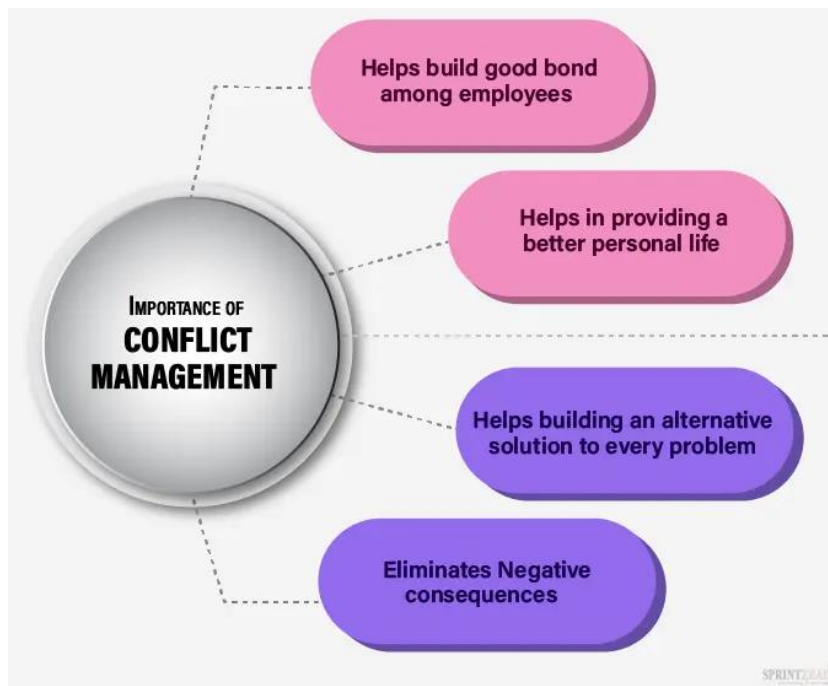 Helps build good bond
among employees
Helps in providing a
better personal life
IMPORTANCE OF
CONFLICT
MANAGEMENT
Helps building an alternative
solution to every problem
Eliminates Negative
consequences